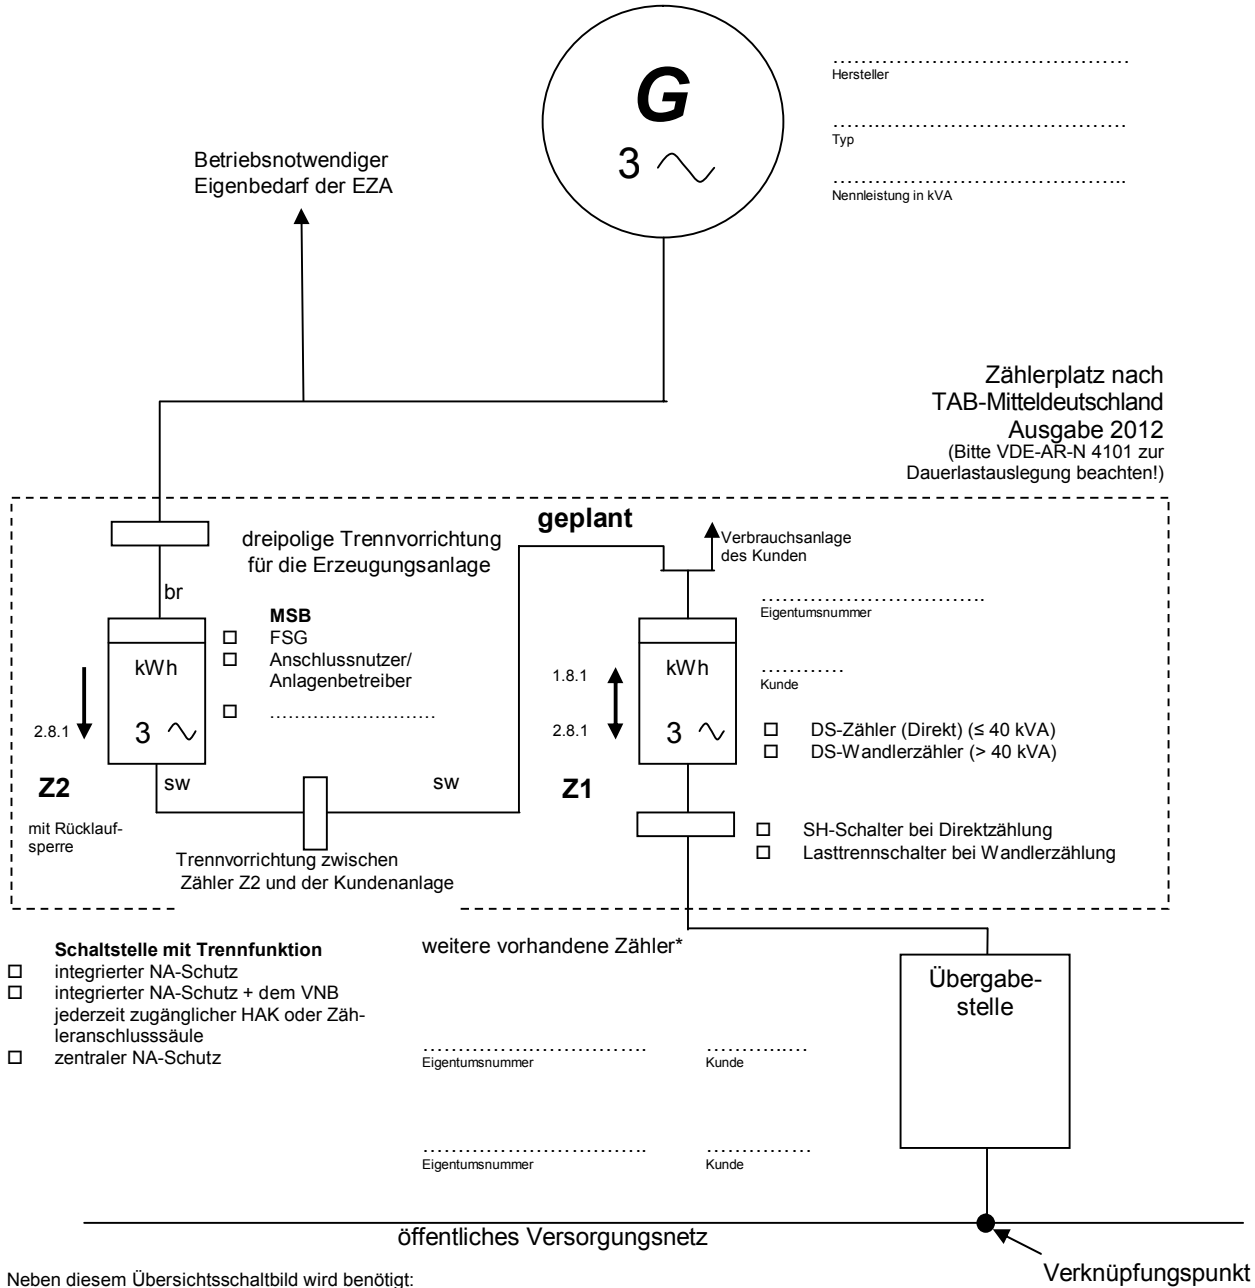 G
3
……………………………………
Hersteller
……………………………………
Typ
……………………………………..
Nennleistung in kVA
Betriebsnotwendiger
Eigenbedarf der EZA
Zählerplatz nach
TAB-Mitteldeutschland
Ausgabe 2012
(Bitte VDE-AR-N 4101 zur
Dauerlastauslegung beachten!)
geplant
dreipolige Trennvorrichtung
für die Erzeugungsanlage
Verbrauchsanlage
des Kunden
br
MSB
☐ FSG
☐ Anschlussnutzer/
Anlagenbetreiber
☐ ………………………
kWh
3
2.8.1
Z2
mit Rücklauf-
sperre
sw
sw
Trennvorrichtung zwischen
Zähler Z2 und der Kundenanlage
…………………………
Eigentumsnummer
…………
Kunde
1.8.1
2.8.1
kWh
3
Z1
☐ DS-Zähler (Direkt) (≤ 40 kVA)
☐ DS-Wandlerzähler (> 40 kVA)
☐ SH-Schalter bei Direktzählung
☐ Lasttrennschalter bei Wandlerzählung
Schaltstelle mit Trennfunktion
☐ integrierter NA-Schutz
☐ integrierter NA-Schutz + dem VNB
jederzeit zugänglicher HAK oder Zäh-
leranschlusssäule
☐ zentraler NA-Schutz
weitere vorhandene Zähler*
………………………… ……………
Eigentumsnummer Kunde
………………………… ……………
Eigentumsnummer Kunde
Übergabe-
stelle
öffentliches Versorgungsnetz
Verknüpfungspunkt
Neben diesem Übersichtsschaltbild wird benötigt: